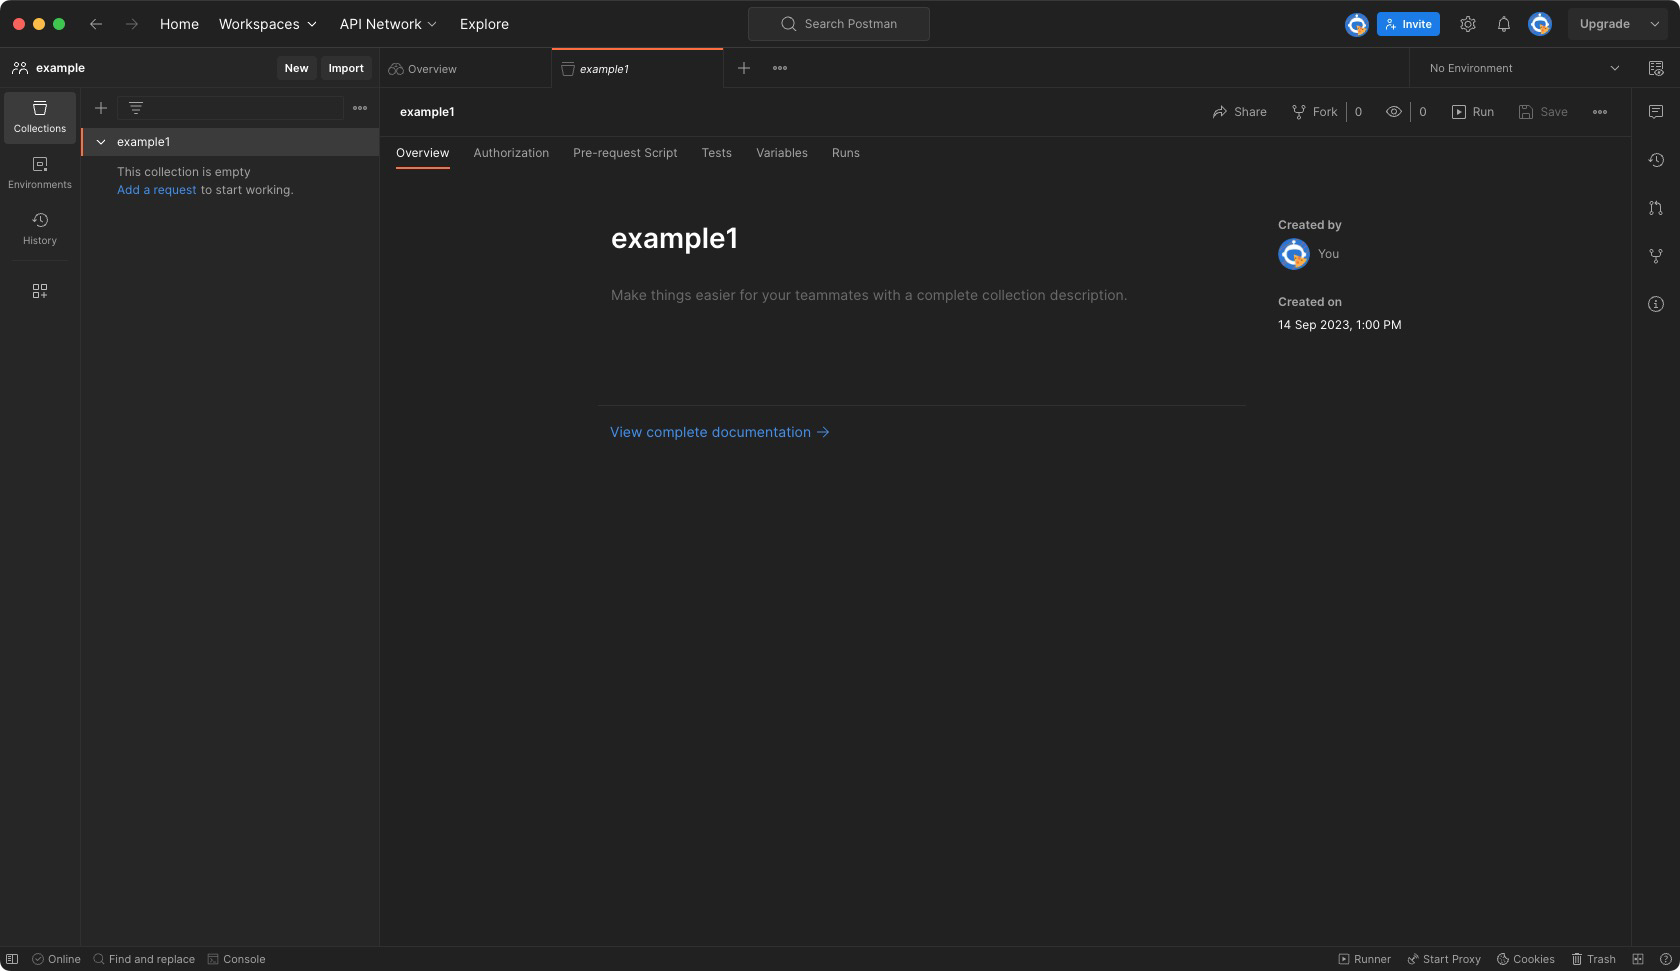 Home Workspaces API Network Explore Search Postman Invite Upgrade
example New Import Overview example1 No Environment
Collections
Environments
History
example1
This collection is empty
Add a request to start working.
example1 Share Fork 0 0 Run Save
Overview Authorization Pre-request Script Tests Variables Runs
example1
Make things easier for your teammates with a complete collection description.
View complete documentation →
Created by
You
Created on
14 Sep 2023, 1:00 PM
Online Find and replace Console Runner Start Proxy Cookies Trash